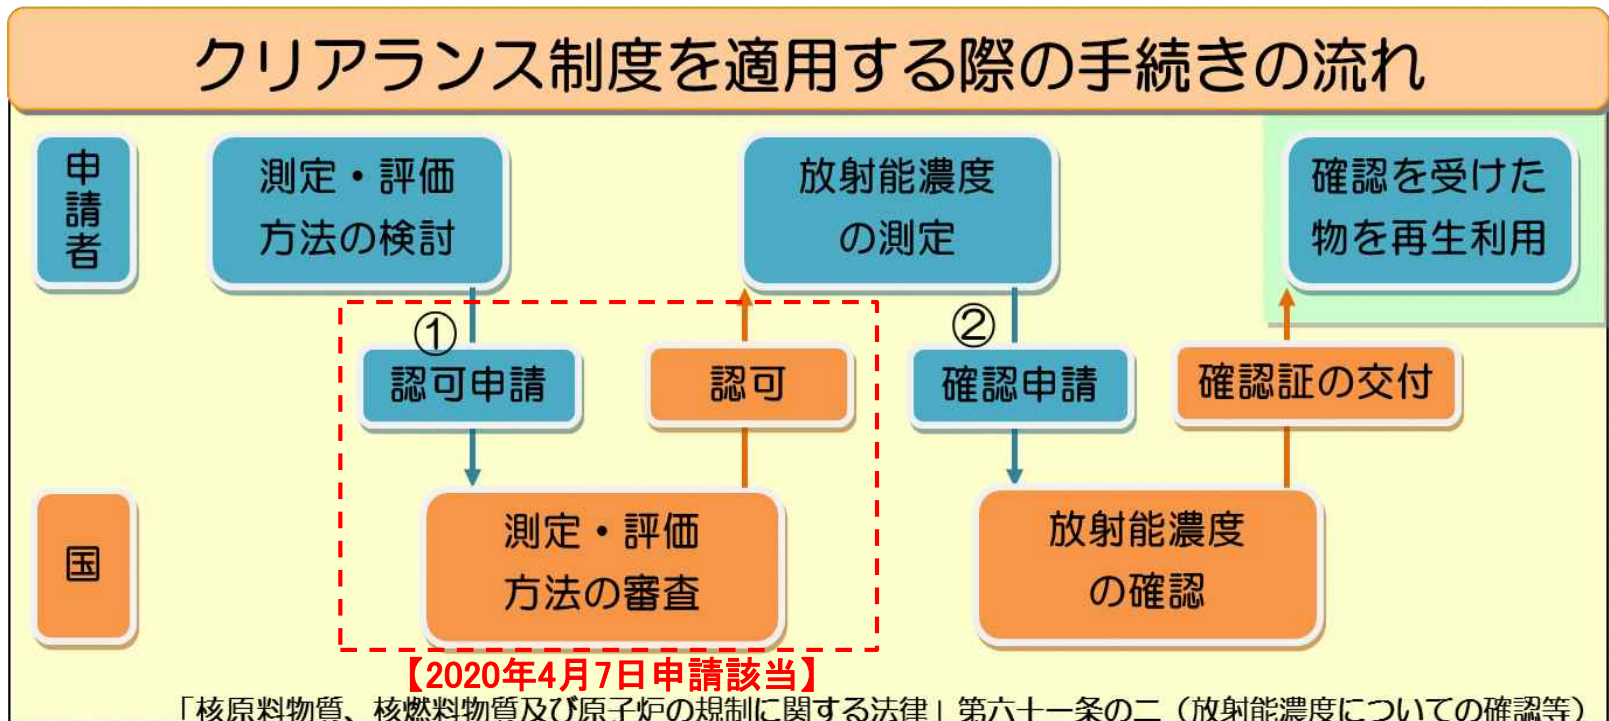 クリアランス制度を適用する際の手続きの流れ
申請者
測定・評価
方法の検討
放射能濃度
の測定
確認を受けた
物を再生利用
①
認可申請
認可
②
確認申請
確認証の交付
国
測定・評価
方法の審査
放射能濃度
の確認
【2020年4月7日申請該当】
「核原料物質、核燃料物質及び原子炉の規制に関する法律」第六十一条の二（放射能濃度についての確認等）